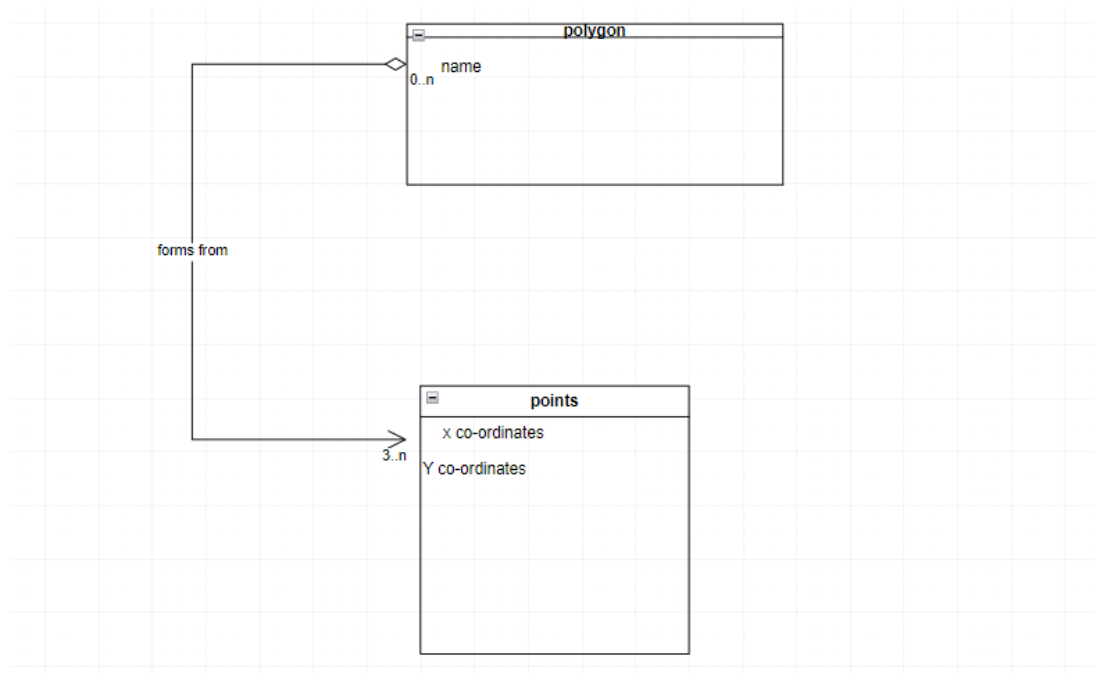 polygon
name
0..n
forms from
points
x co-ordinates
3..n
Y co-ordinates